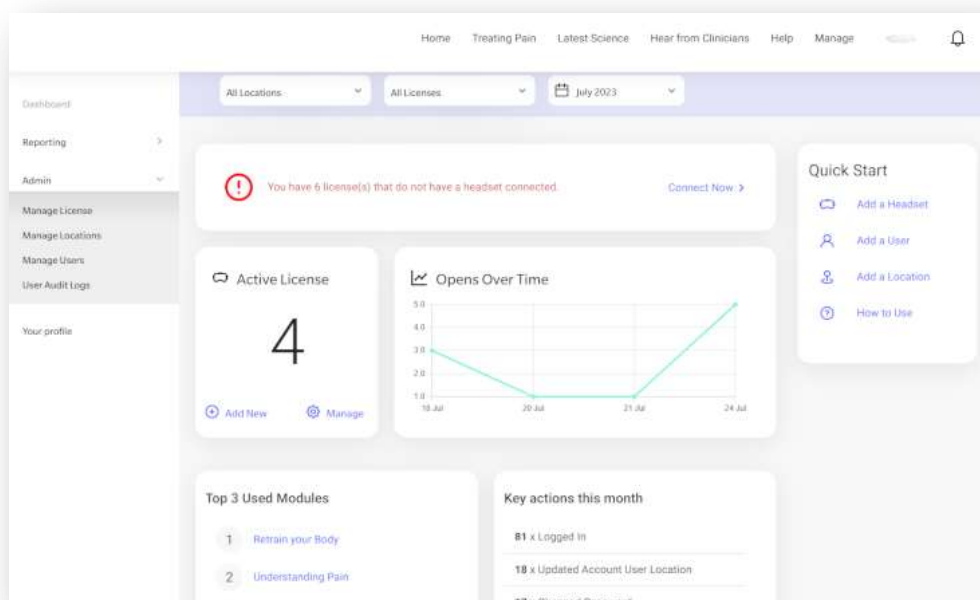 Home Treating Pain Latest Science Hear from Clinicians Help Manage
All Locations All Licenses July 2023
Dashboard
Reporting
Admin
Manage License
Manage Locations
Manage Users
User Audit Logs
Your profile
You have 6 license(s) that do not have a headset connected. Connect Now
Quick Start
Add a Headset
Add a User
Add a Location
How to Use
Active License
4
Add New Manage
Opens Over Time
5.0
4.0
3.0
2.0
1.0
18 Jul 20 Jul 21 Jul 24 Jul
Top 3 Used Modules
1 Retrain your Body
2 Understanding Pain
Key actions this month
81 x Logged In
18 x Updated Account User Location